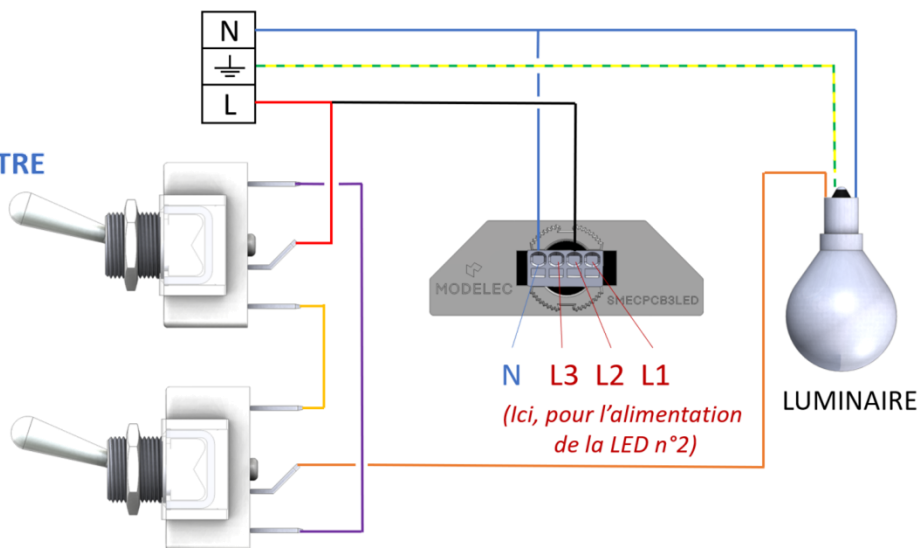 N
L
TRE
MODELEC
SMECPCB3LED
N L3 L2 L1
(Ici, pour l’alimentation
de la LED n°2)
LUMINAIRE